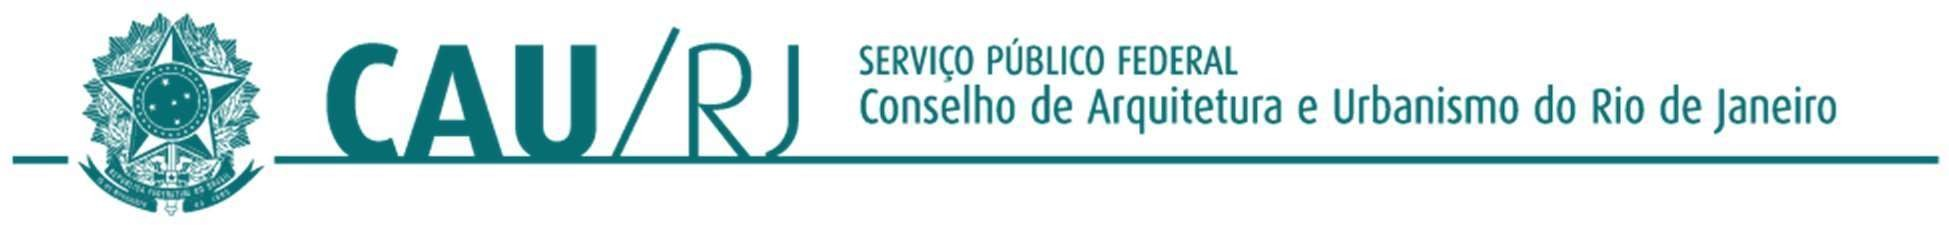 CAU/RJ
SERVIÇO PÚBLICO FEDERAL
Conselho de Arquitetura e Urbanismo do Rio de Janeiro